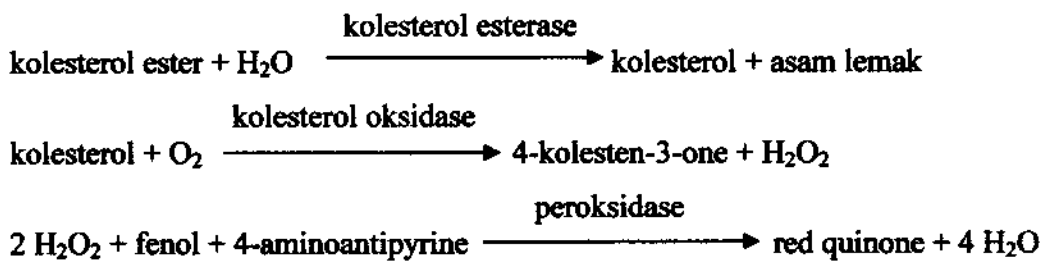 kolesterol esterase
kolesterol ester + H₂O → kolesterol + asam lemak
kolesterol oksidase
kolesterol + O₂ → 4-kolesten-3-one + H₂O₂
peroksidase
2 H₂O₂ + fenol + 4-aminoantipyrine → red quinone + 4 H₂O